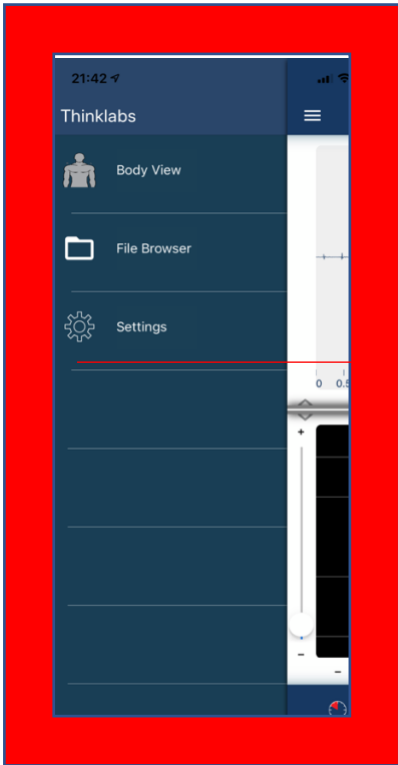 21:42
Thinklabs
Body View
File Browser
Settings
0 0.5
+
-
-